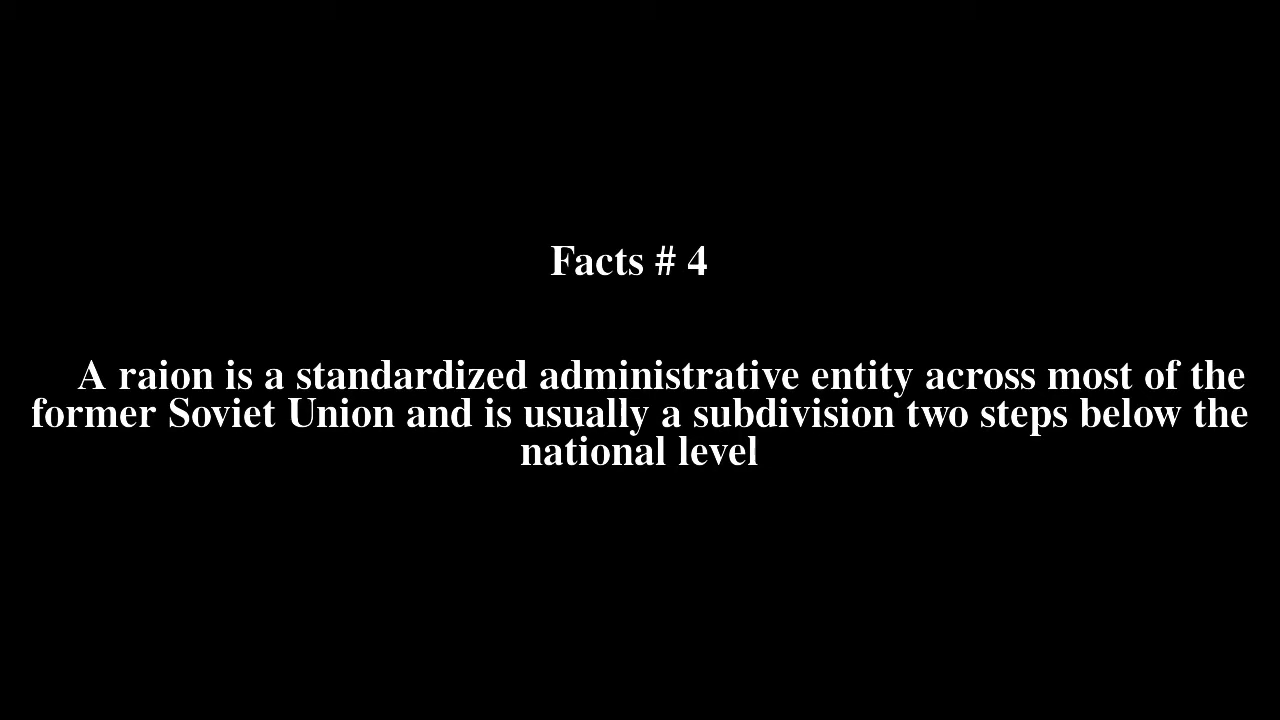 Facts # 4
A raion is a standardized administrative entity across most of the
former Soviet Union and is usually a subdivision two steps below the
national level